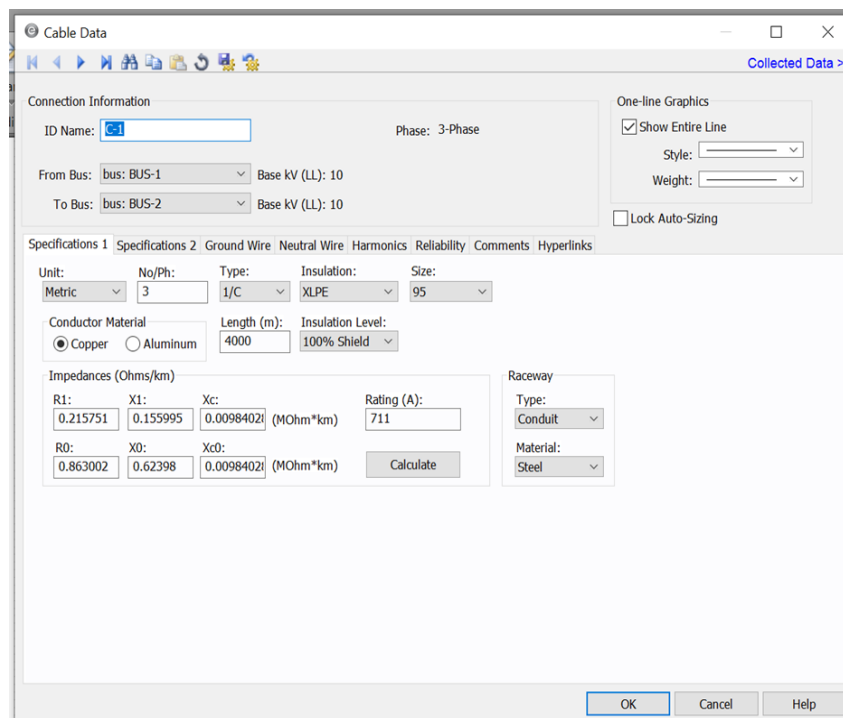 Cable Data
Collected Data >
Connection Information
ID Name: C-1
Phase: 3-Phase
From Bus: bus: BUS-1 Base kV (LL): 10
To Bus: bus: BUS-2 Base kV (LL): 10
One-line Graphics
Show Entire Line
Style:
Weight:
Lock Auto-Sizing
Specifications 1 Specifications 2 Ground Wire Neutral Wire Harmonics Reliability Comments Hyperlinks
Unit: No/Ph: Type: Insulation: Size:
Metric 3 1/C XLPE 95
Conductor Material Length (m): Insulation Level:
Copper Aluminum 4000 100% Shield
Impedances (Ohms/km)
R1: X1: Xc: Rating (A):
0.215751 0.155995 0.00984028 (MOhm*km) 711
R0: X0: Xc0:
0.863002 0.62398 0.00984028 (MOhm*km) Calculate
Raceway
Type:
Conduit
Material:
Steel
OK Cancel Help